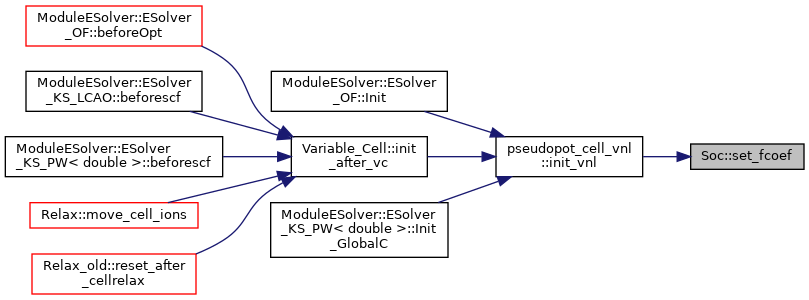 ModuleESolver::ESolver
_OF::beforeOpt
ModuleESolver::ESolver
_KS_LCAO::beforescf
ModuleESolver::ESolver
_KS_PW< double >::beforescf
Relax::move_cell_ions
Relax_old::reset_after
_cellrelax
ModuleESolver::ESolver
_OF::Init
Variable_Cell::init
_after_vc
ModuleESolver::ESolver
_KS_PW< double >::Init
_GlobalC
pseudopot_cell_vnl
::init_vnl
Soc::set_fcoef